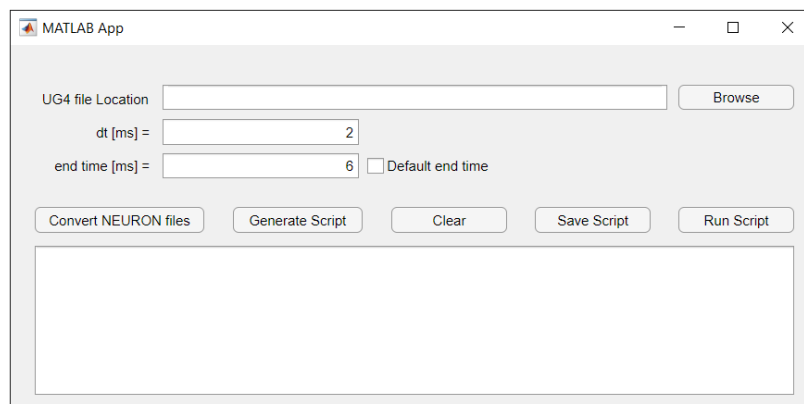 MATLAB App
UG4 file Location
Browse
dt [ms] = 2
end time [ms] = 6 Default end time
Convert NEURON files Generate Script Clear Save Script Run Script